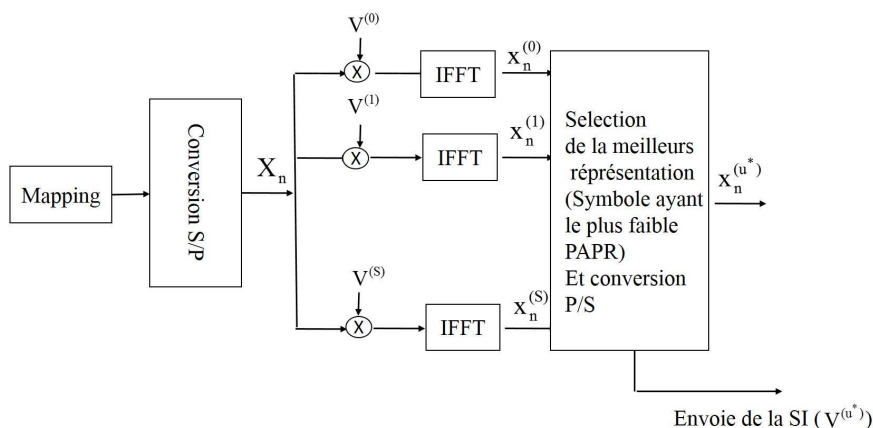 Mapping
Conversion S/P
X_n
V^(0)
X
IFFT
x_n^(0)
V^(1)
X
IFFT
x_n^(1)
V^(S)
X
IFFT
x_n^(S)
Selection
de la meilleurs
réprésentation
(Symbole ayant
le plus faible
PAPR)
Et conversion
P/S
x_n^(u*)
Envoie de la SI (V^(u*))